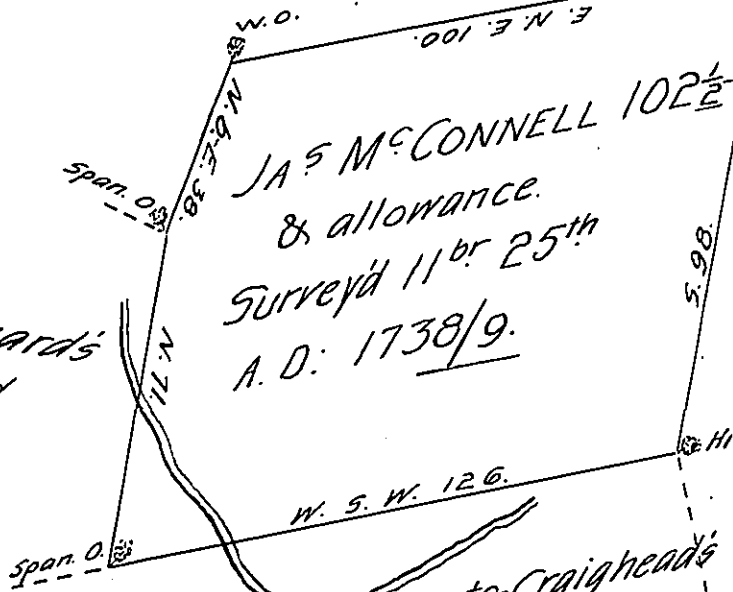 W.O.
E. N. E. 100.
N. 6. E. 38.
Span. O.
JAS McCONNELL 102½
& allowance.
Survey'd 11br 25th
A. D: 1738/9.
S. 98.
N. 71.
W. S. W. 126.
Span. O.
to Craighead's